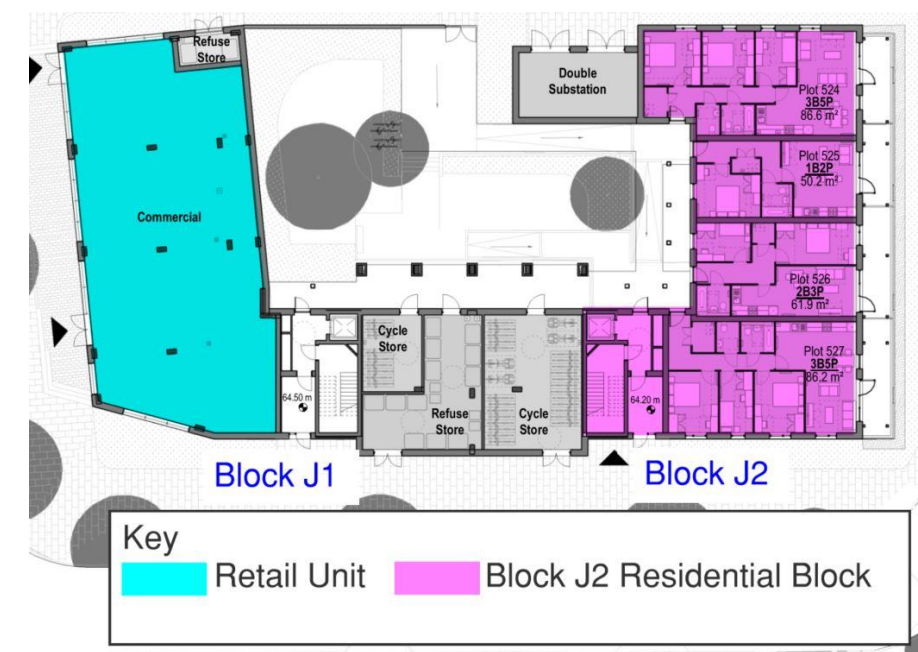 Refuse
Store
Double
Substation
Plot 524
3B5P
86.6 m²
Plot 525
1B2P
50.2 m²
Commercial
Plot 526
2B3P
61.9 m²
Cycle
Store
Plot 527
3B5P
86.2 m²
64.50 m
64.20 m
Refuse
Store
Cycle
Store
Block J1
Block J2
Key
Retail Unit
Block J2 Residential Block